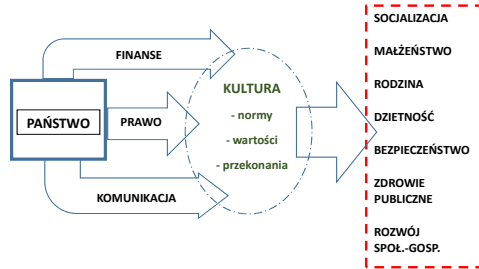 FINANSE
PAŃSTWO
PRAWO
KOMUNIKACJA
KULTURA
- normy
- wartości
- przekonania
SOCJALIZACJA
MAŁŻEŃSTWO
RODZINA
DZIETNOŚĆ
BEZPIECZEŃSTWO
ZDROWIE
PUBLICZNE
ROZWÓJ
SPOŁ.-GOSP.